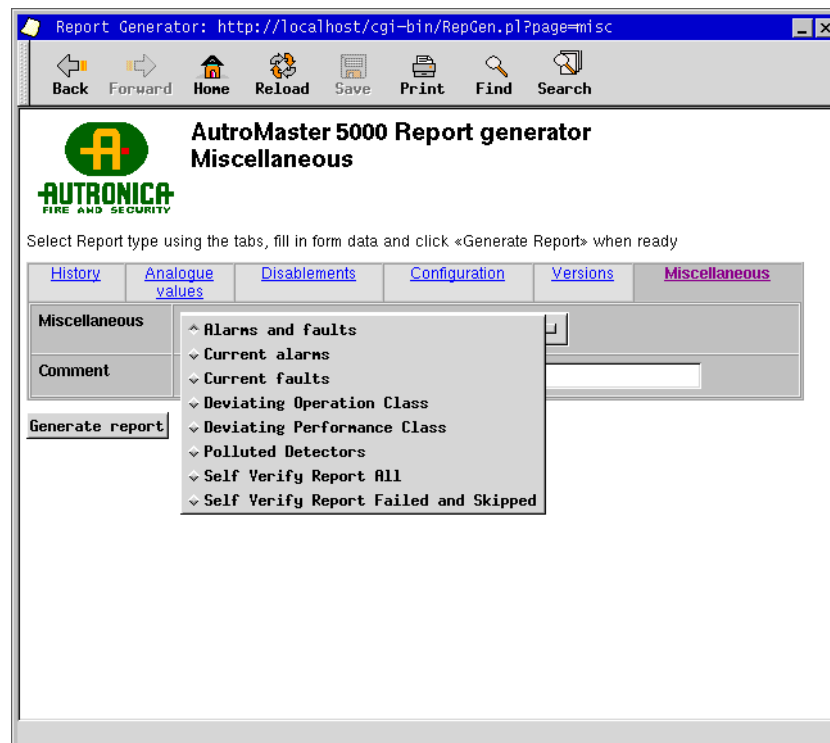 Report Generator: http://localhost/cgi-bin/RepGen.pl?page=misc
Back Forward Home Reload Save Print Find Search
AutroMaster 5000 Report generator
Miscellaneous
AUTRONICA
FIRE AND SECURITY
Select Report type using the tabs, fill in form data and click «Generate Report» when ready
History Analogue values Disablements Configuration Versions Miscellaneous
Miscellaneous
Alarms and faults
Current alarms
Comment
Current faults
Deviating Operation Class
Generate report
Deviating Performance Class
Polluted Detectors
Self Verify Report All
Self Verify Report Failed and Skipped